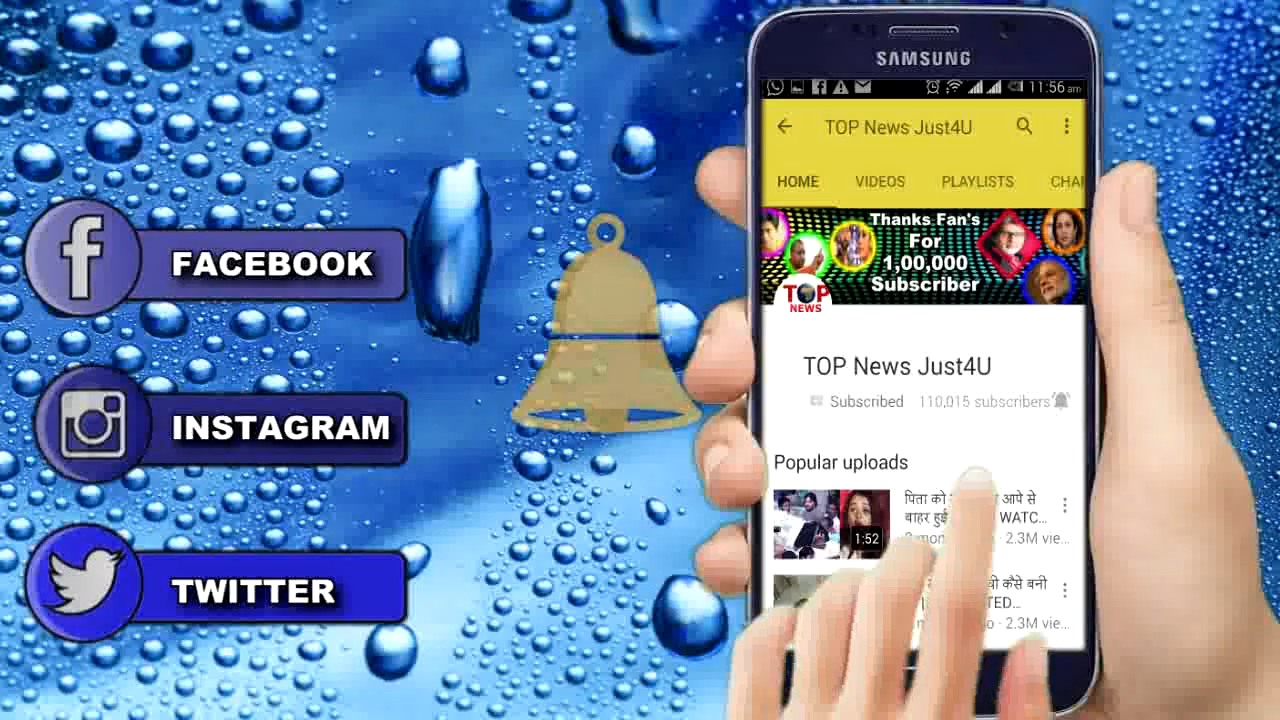 FACEBOOK
INSTAGRAM
TWITTER
SAMSUNG
11:56 am
TOP News Just4U
HOME VIDEOS PLAYLISTS CHA
Thanks Fan's
For
1,00,000
Subscriber
TOP
NEWS
TOP News Just4U
Subscribed 110,015 subscribers
Popular uploads
1:52
पिता को आपे से
बाहर हुई WATC...
2.3M vie...
कैसे बनी
TED...
2.3M vie...